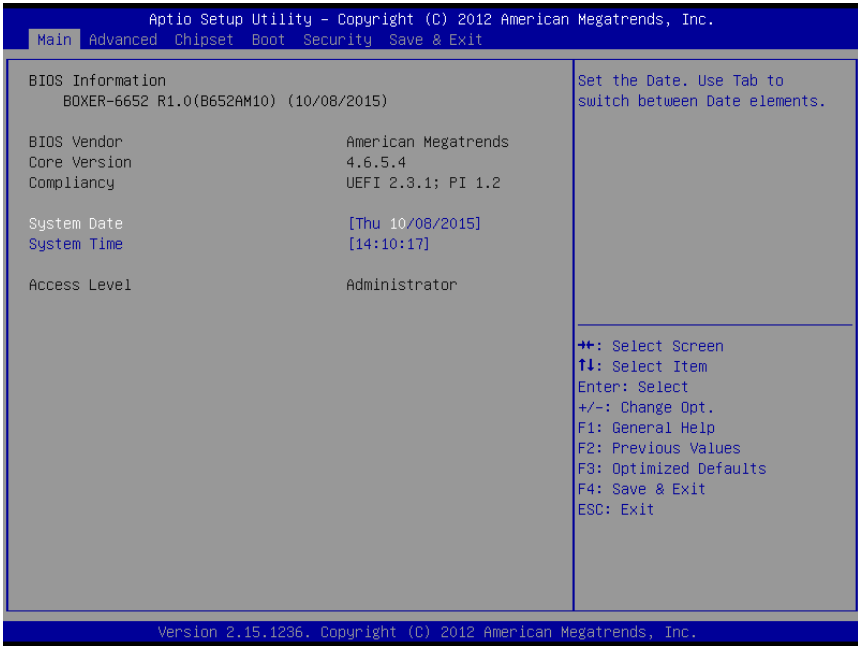 Aptio Setup Utility – Copyright (C) 2012 American Megatrends, Inc.
Main Advanced Chipset Boot Security Save & Exit
BIOS Information
BOXER-6652 R1.0(B652AM10) (10/08/2015)
BIOS Vendor American Megatrends
Core Version 4.6.5.4
Compliancy UEFI 2.3.1; PI 1.2
System Date [Thu 10/08/2015]
System Time [14:10:17]
Access Level Administrator
Set the Date. Use Tab to
switch between Date elements.
→←: Select Screen
↑↓: Select Item
Enter: Select
+/-: Change Opt.
F1: General Help
F2: Previous Values
F3: Optimized Defaults
F4: Save & Exit
ESC: Exit
Version 2.15.1236. Copyright (C) 2012 American Megatrends, Inc.